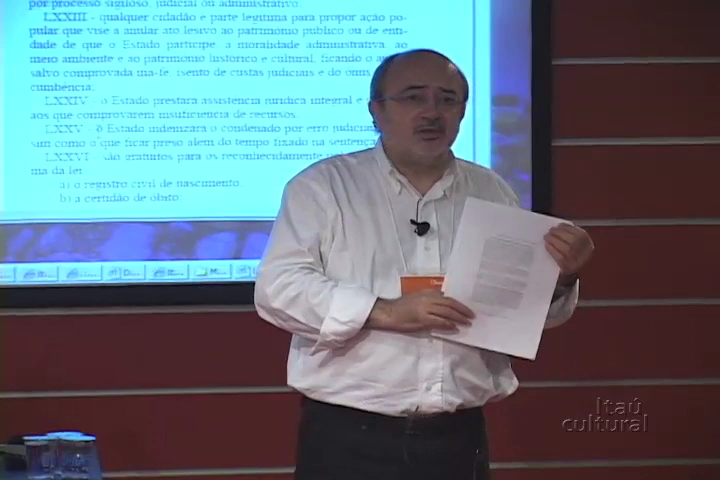 por processo sigiloso, judicial ou administrativo.
LXXIII - qualquer cidadão é parte legítima para propor ação po-
pular que vise a anular ato lesivo ao patrimônio público ou de enti-
dade de que o Estado participe, à moralidade administrativa, ao
meio ambiente e ao patrimônio histórico e cultural, ficando o
salvo comprovada má-fé, isento de custas judiciais e do ônus
cumbência;
LXXIV - o Estado prestará assistência jurídica integral e
aos que comprovarem insuficiência de recursos
LXXV - o Estado indenizará o condenado por erro
sim como o que ficar preso além do tempo fixado na sentença
LXXVI - são gratuitos para os reconhecidamente
ma da lei
a) o registro civil de nascimento
b) a certidão de óbito
Itaú
cultural